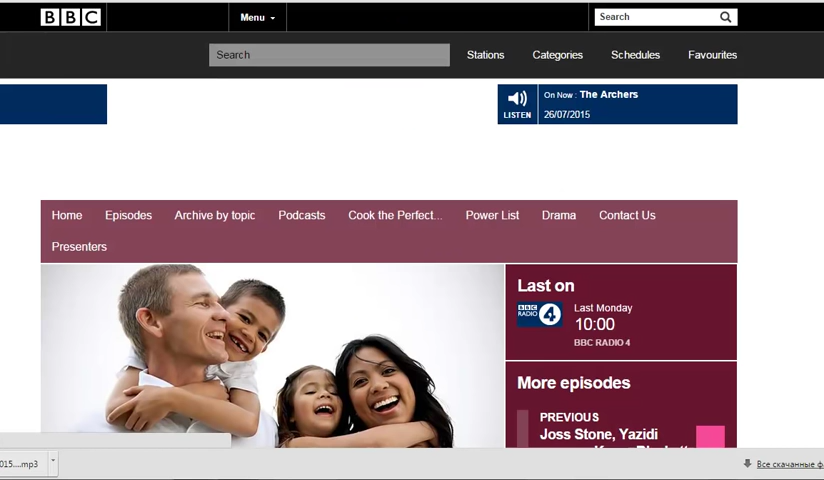 BBC
Menu
Search
Search
Stations
Categories
Schedules
Favourites
LISTEN
On Now : The Archers
26/07/2015
Home
Episodes
Archive by topic
Podcasts
Cook the Perfect...
Power List
Drama
Contact Us
Presenters
Last on
BBC RADIO 4
Last Monday
10:00
BBC RADIO 4
More episodes
PREVIOUS
Joss Stone, Yazidi
015....mp3
Все скачанные ф